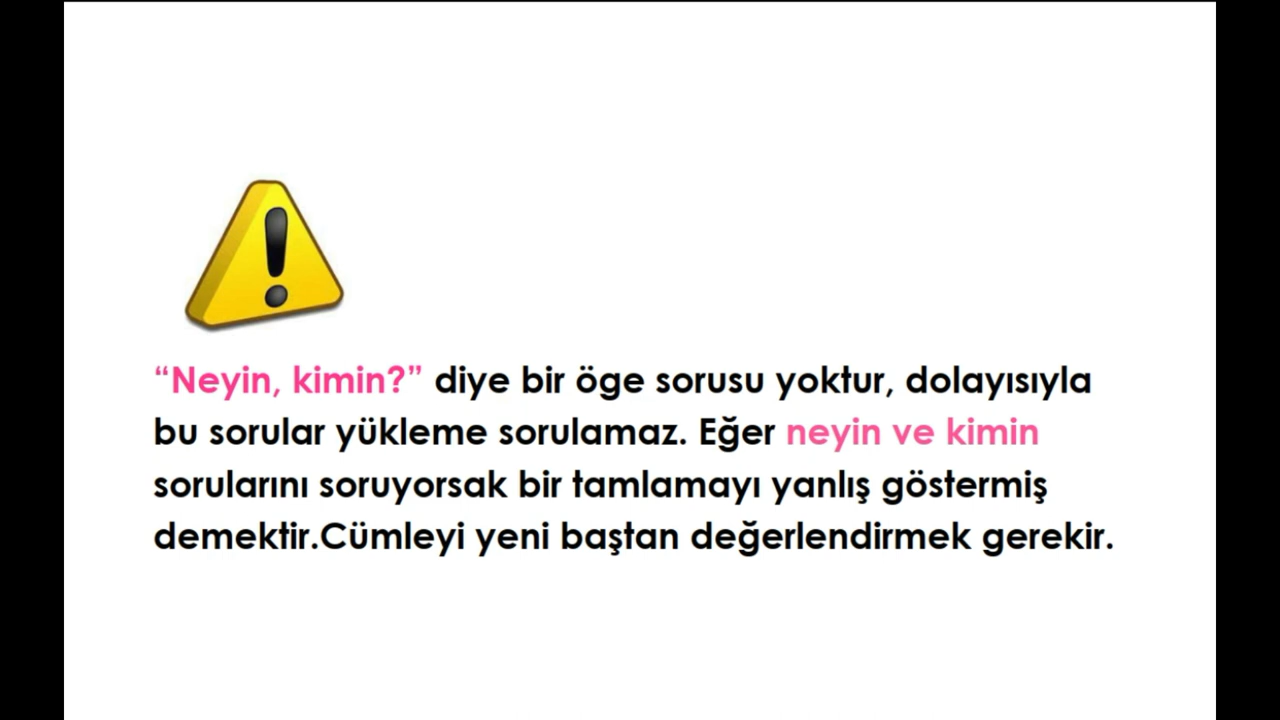 “Neyin, kimin?” diye bir öge sorusu yoktur, dolayısıyla
bu sorular yükleme sorulamaz. Eğer neyin ve kimin
sorularını soruyorsak bir tamlamayı yanlış göstermiş
demektir.Cümleyi yeni baştan değerlendirmek gerekir.